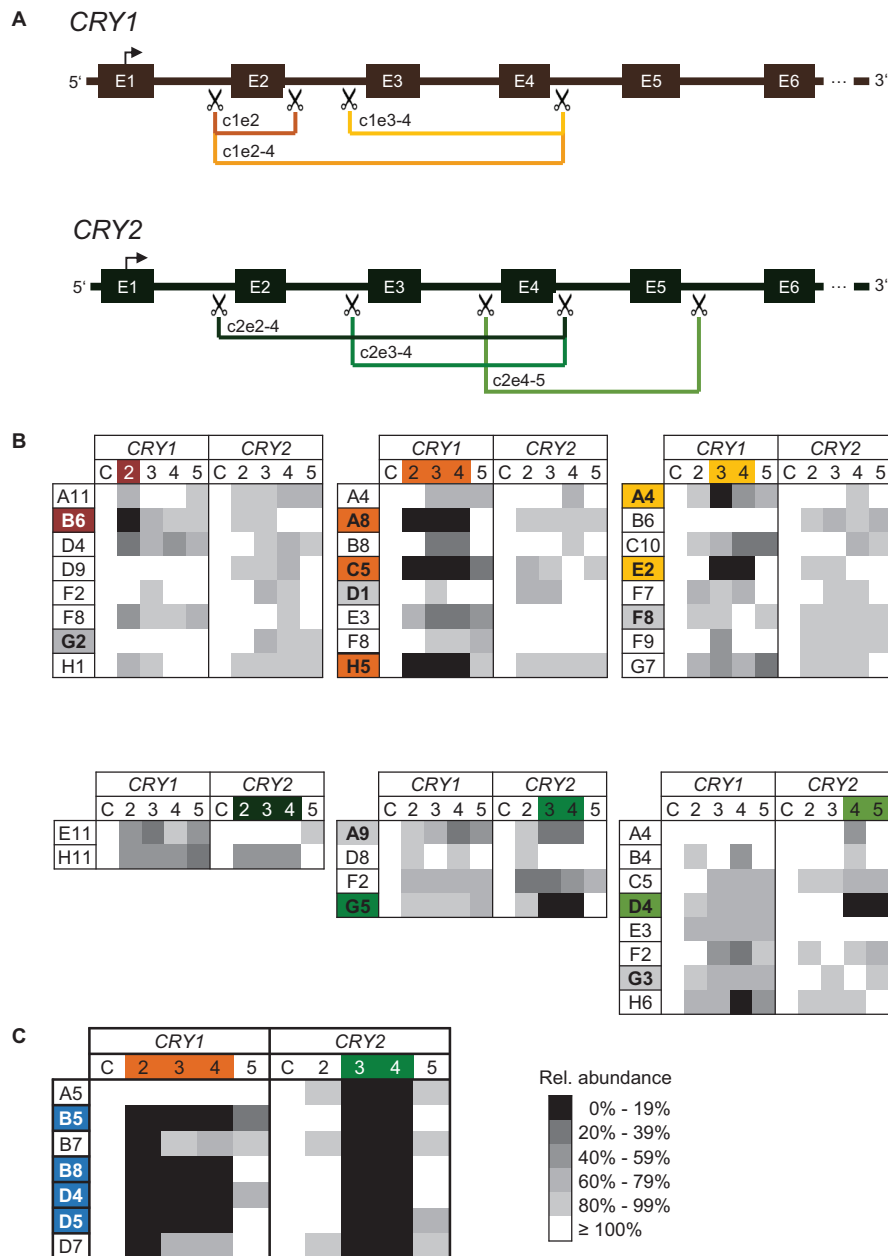 A
CRY1
5‘ E1 E2 E3 E4 E5 E6 ... 3‘
c1e2 c1e3-4
c1e2-4
CRY2
5‘ E1 E2 E3 E4 E5 E6 ... 3‘
c2e2-4
c2e3-4
c2e4-5
B
CRY1 CRY2
C 2 3 4 5 2 3 4 5
A11
B6
D4
D9
F2
F8
G2
H1
CRY1 CRY2
C 2 3 4 5 C 2 3 4 5
A4
A8
B8
C5
D1
E3
F8
H5
CRY1 CRY2
C 2 3 4 5 C 2 3 4 5
A4
B6
C10
E2
F7
F8
F9
G7
CRY1 CRY2
C 2 3 4 5 C 2 3 4 5
E11
H11
CRY1 CRY2
C 2 3 4 5 C 2 3 4 5
A9
D8
F2
G5
CRY1 CRY2
C 2 3 4 5 C 2 3 4 5
A4
B4
C5
D4
E3
F2
G3
H6
C
CRY1 CRY2
C 2 3 4 5 C 2 3 4 5
A5
B5
B7
B8
D4
D5
D7
Rel. abundance
0% - 19%
20% - 39%
40% - 59%
60% - 79%
80% - 99%
≥ 100%